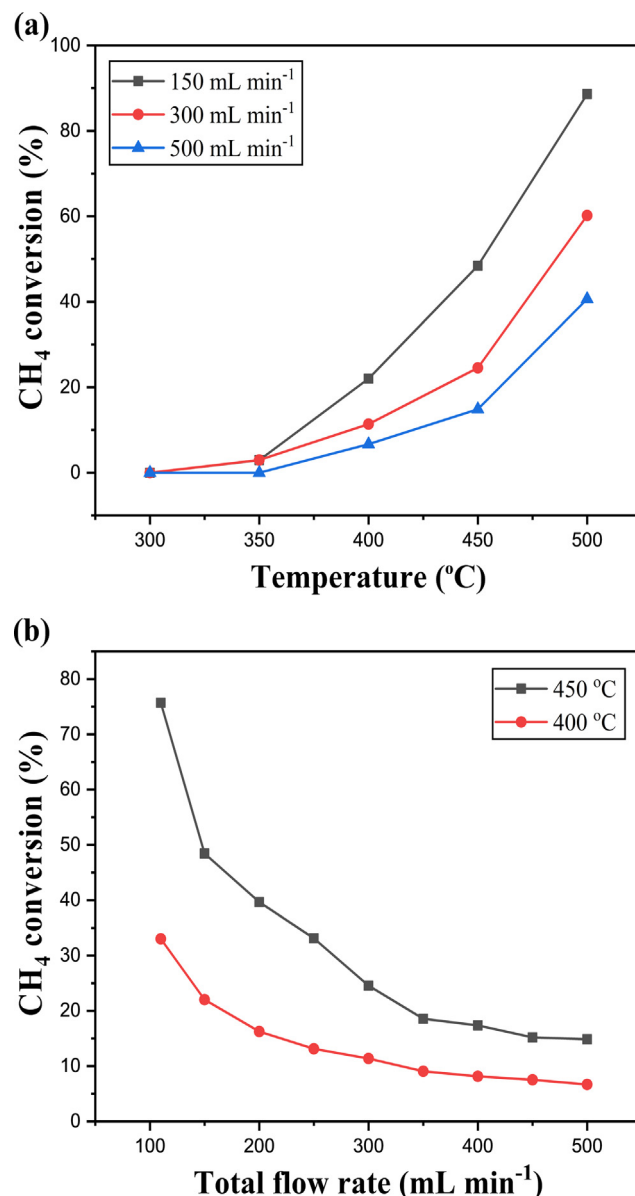 (a)
100
80
60
40
20
0
CH₄ conversion (%)
150 mL min⁻¹
300 mL min⁻¹
500 mL min⁻¹
300 350 400 450 500
Temperature (ºC)
(b)
80
70
60
50
40
30
20
10
0
CH₄ conversion (%)
450 ºC
400 ºC
100 200 300 400 500
Total flow rate (mL min⁻¹)